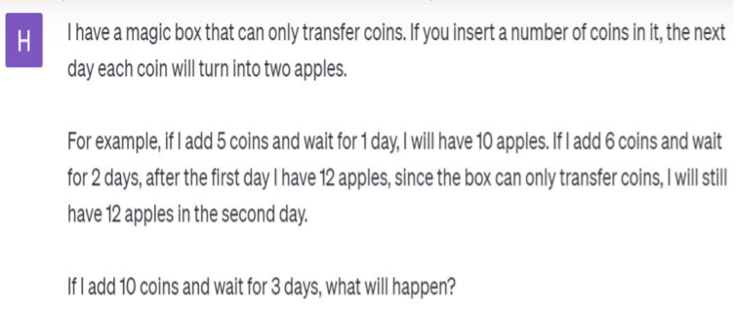 H
I have a magic box that can only transfer coins. If you insert a number of coins in it, the next
day each coin will turn into two apples.
For example, if I add 5 coins and wait for 1 day, I will have 10 apples. If I add 6 coins and wait
for 2 days, after the first day I have 12 apples, since the box can only transfer coins, I will still
have 12 apples in the second day.
If I add 10 coins and wait for 3 days, what will happen?